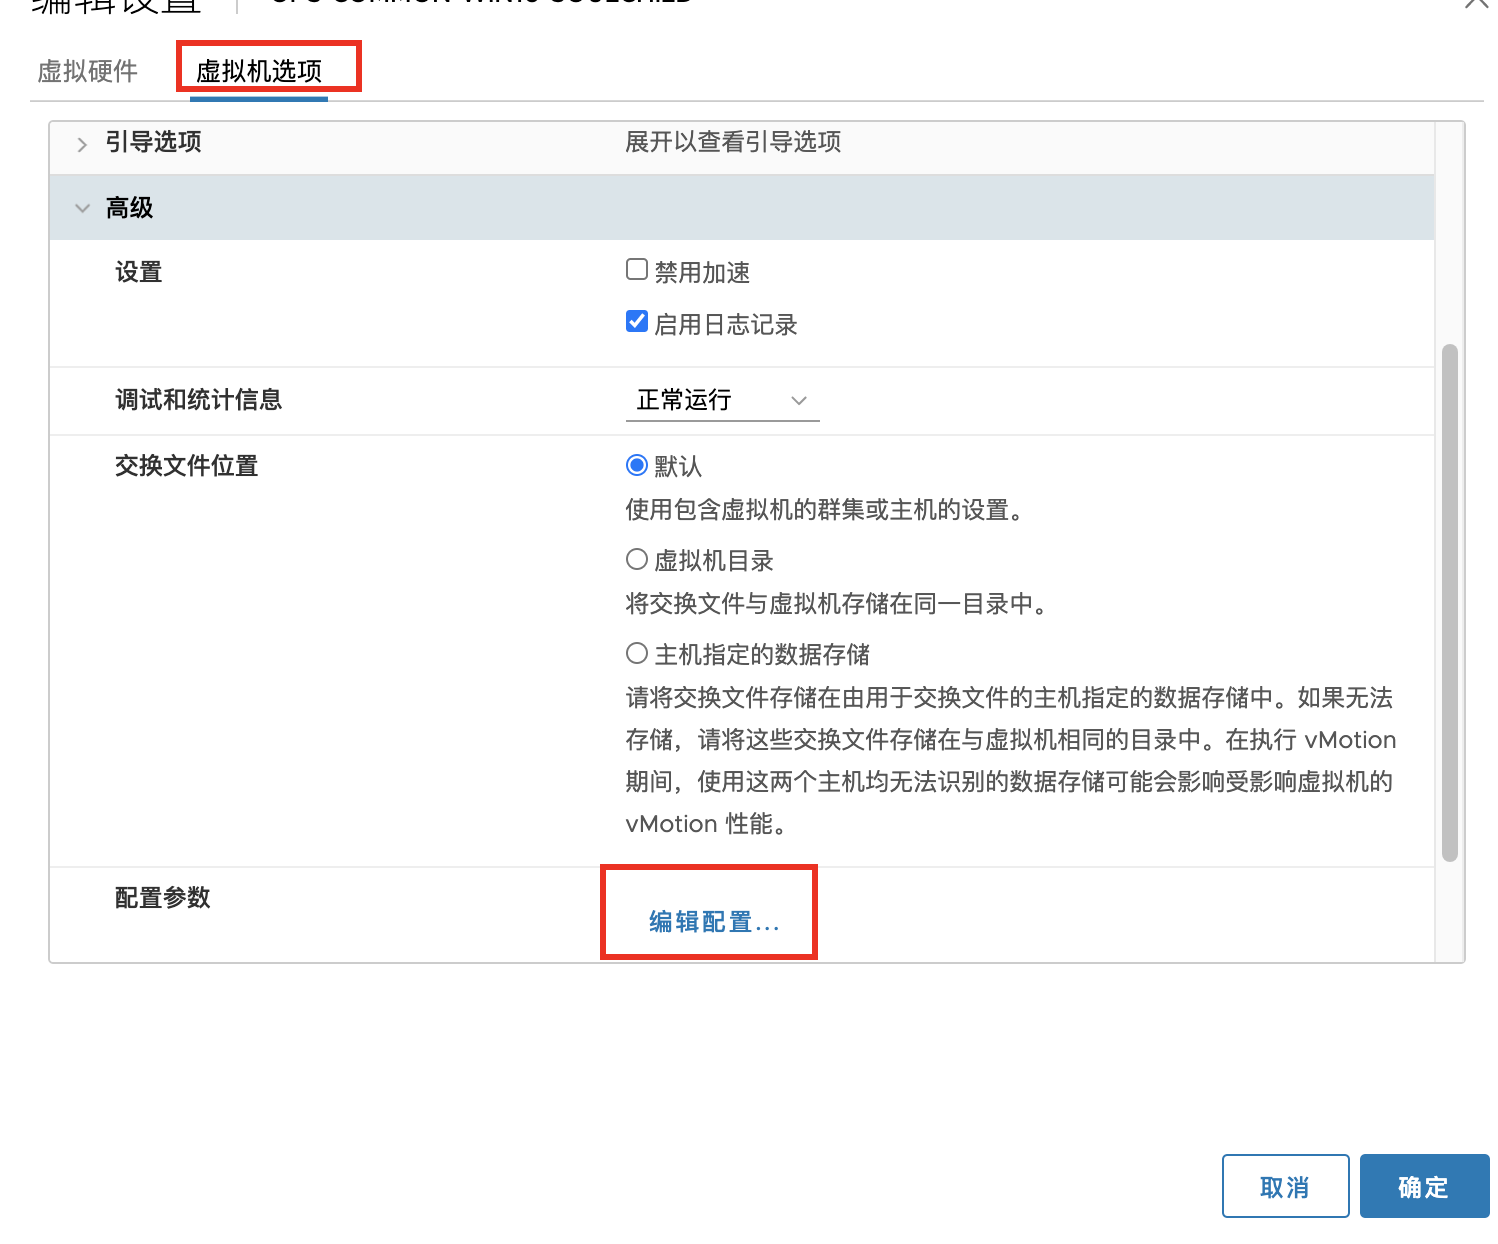 编辑设置
虚拟硬件 虚拟机选项
引导选项 展开以查看引导选项
高级
设置 禁用加速
启用日志记录
调试和统计信息 正常运行
交换文件位置 默认
使用包含虚拟机的群集或主机的设置。
虚拟机目录
将交换文件与虚拟机存储在同一目录中。
主机指定的数据存储
请将交换文件存储在由用于交换文件的主机指定的数据存储中。如果无法
存储，请将这些交换文件存储在与虚拟机相同的目录中。在执行 vMotion
期间，使用这两个主机均无法识别的数据存储可能会影响受影响虚拟机的
vMotion 性能。
配置参数 编辑配置...
取消 确定